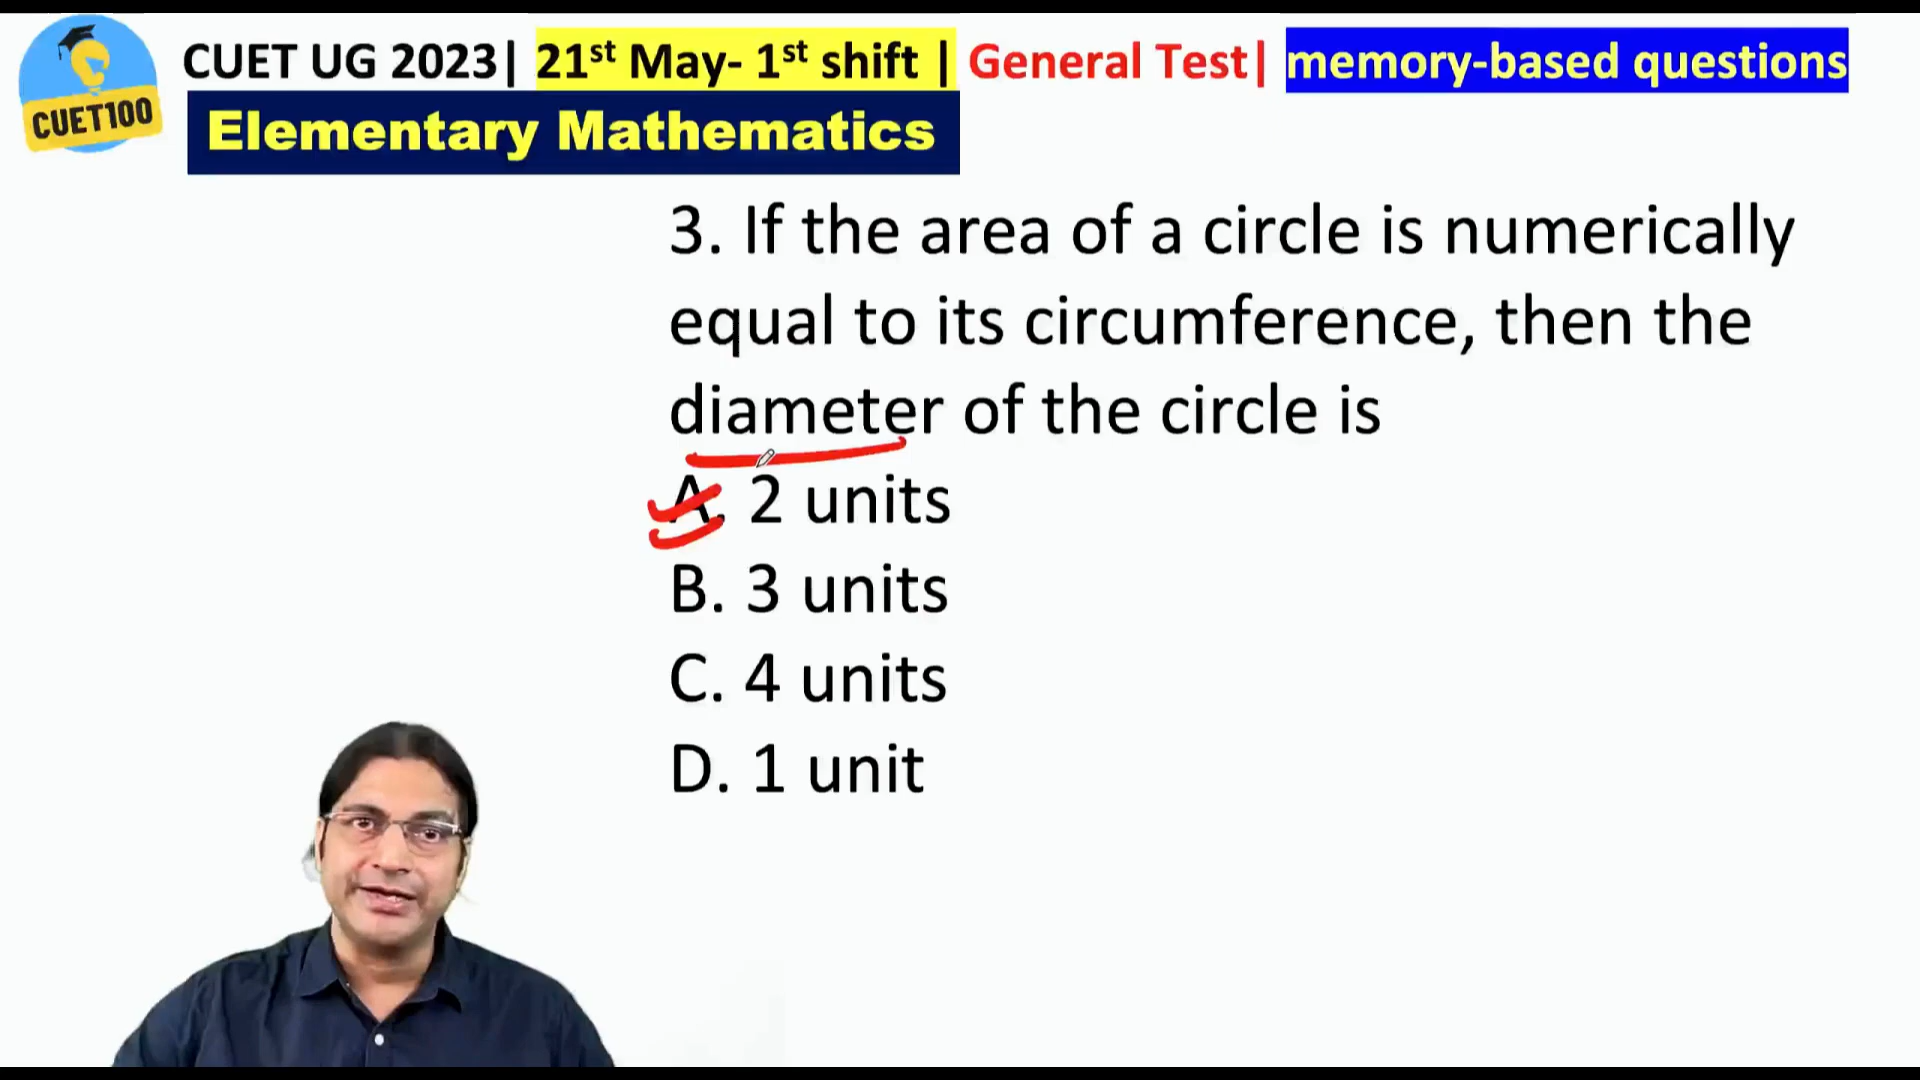 CUET UG 2023| 21st May- 1st shift | General Test| memory-based questions
CUET100
Elementary Mathematics
3. If the area of a circle is numerically
equal to its circumference, then the
diameter of the circle is
A. 2 units
B. 3 units
C. 4 units
D. 1 unit